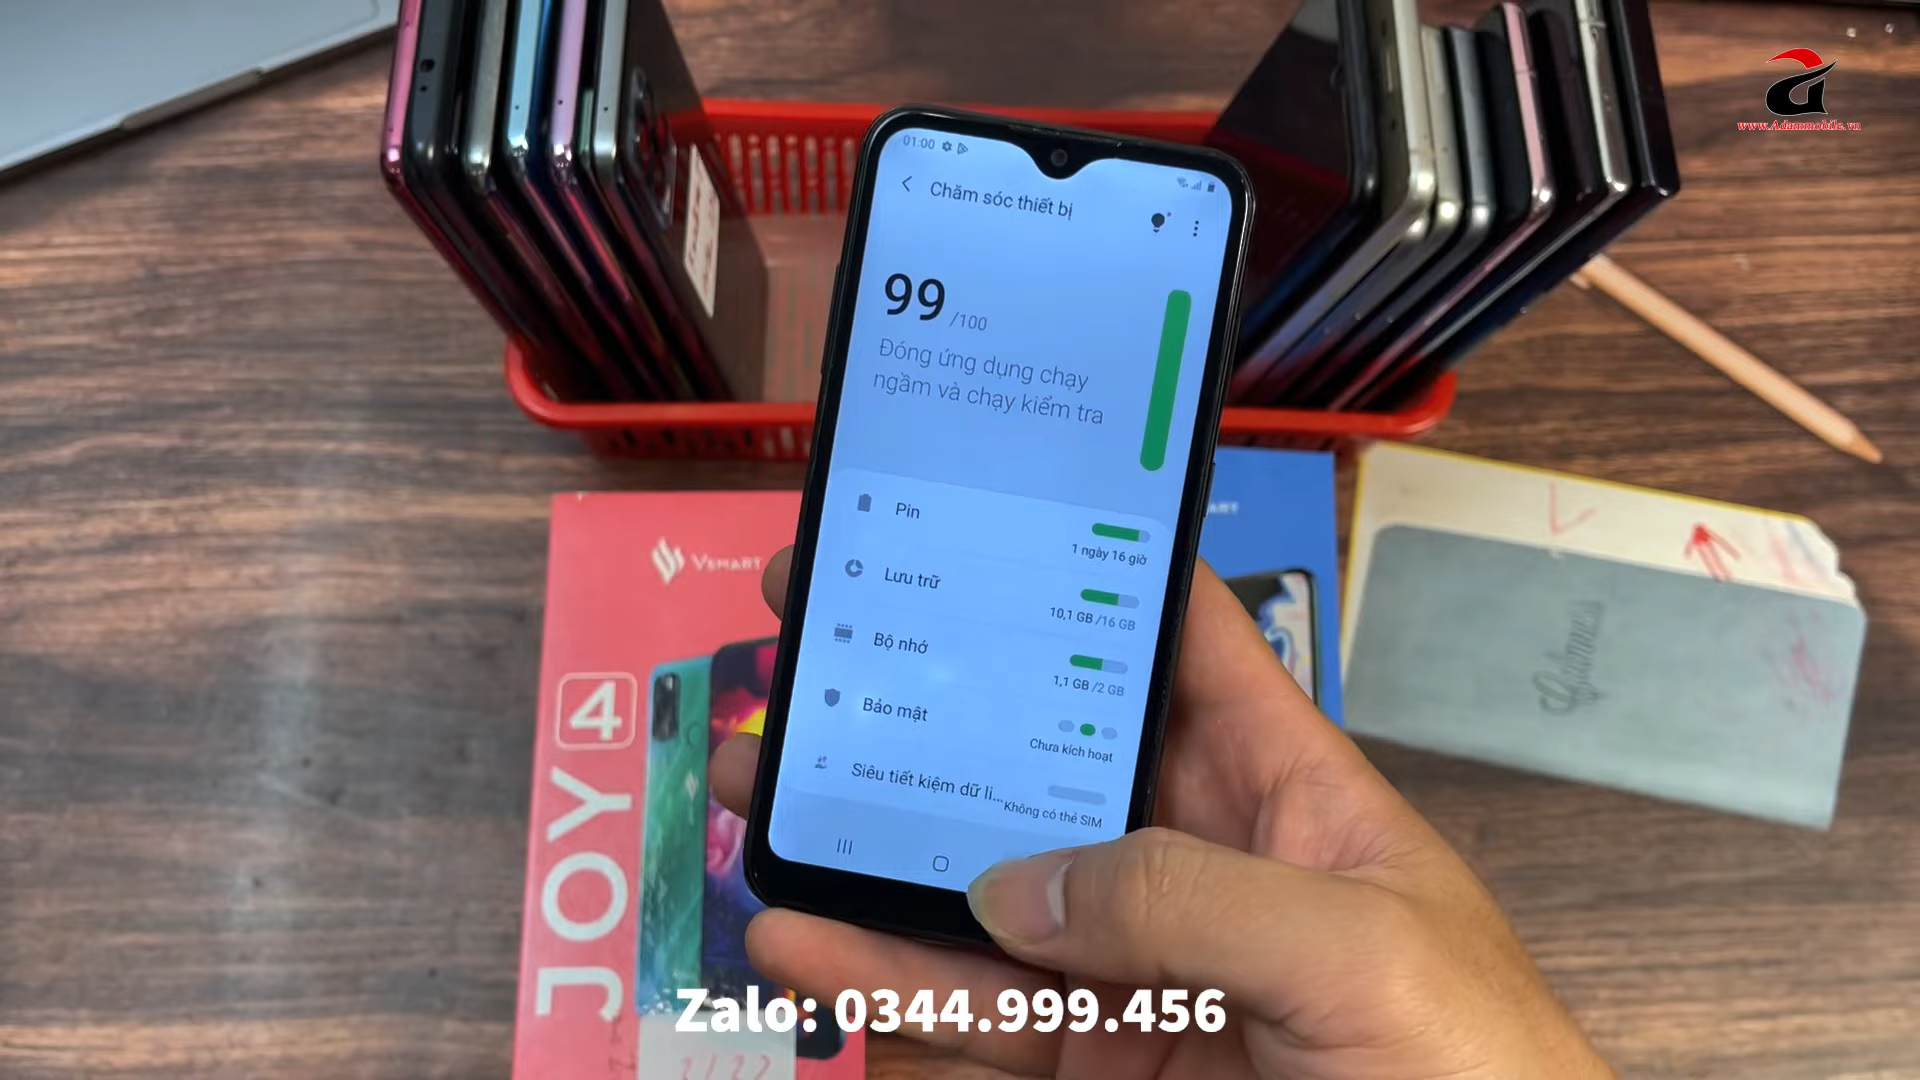 www.Adammobile.vn
01:00
Chăm sóc thiết bị
99 /100
Đóng ứng dụng chạy
ngầm và chạy kiểm tra
Pin
1 ngày 16 giờ
Lưu trữ
10,1 GB /16 GB
Bộ nhớ
1,1 GB /2 GB
Bảo mật
Chưa kích hoạt
Siêu tiết kiệm dữ li...
Không có thẻ SIM
VSMART
JOY 4
ART
Zalo: 0344.999.456